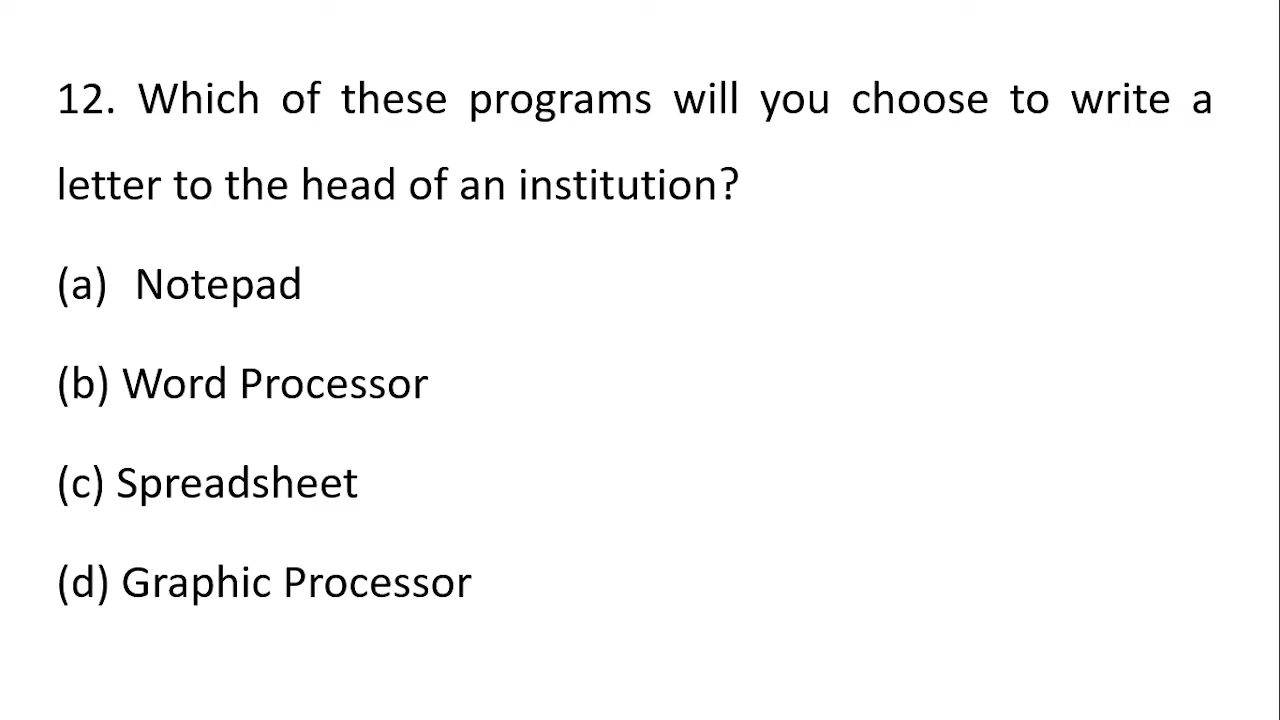 12. Which of these programs will you choose to write a
letter to the head of an institution?
(a) Notepad
(b) Word Processor
(c) Spreadsheet
(d) Graphic Processor